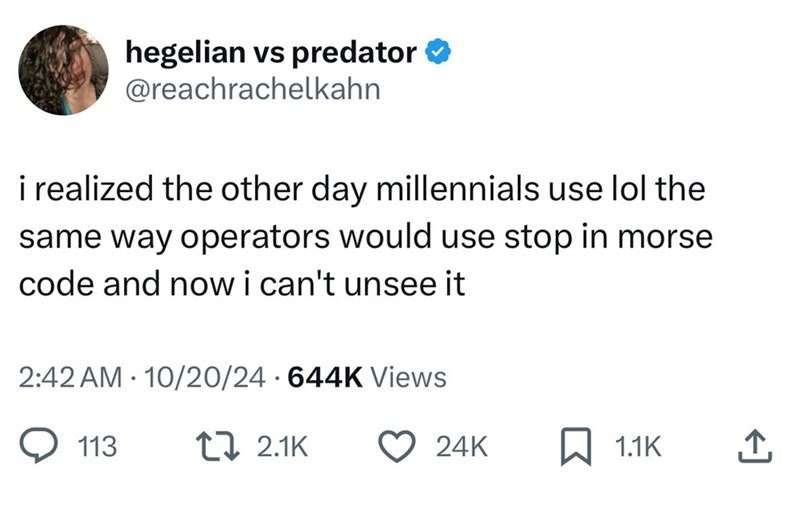 hegelian vs predator
@reachrachelkahn
i realized the other day millennials use lol the
same way operators would use stop in morse
code and now i can't unsee it
2:42 AM · 10/20/24 · 644K Views
113 2.1K 24K 1.1K